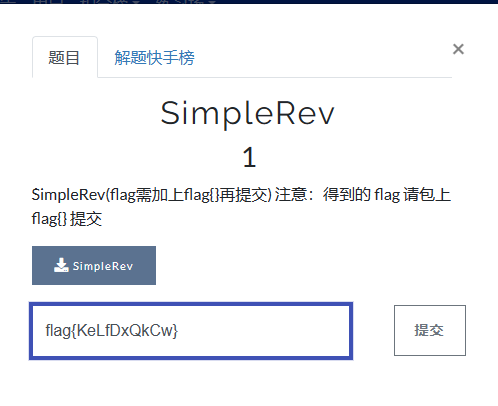 题目 解题快手榜 ×
SimpleRev
1
SimpleRev(flag需加上flag{}再提交) 注意：得到的 flag 请包上
flag{} 提交
SimpleRev
flag{KeLfDxQkCw} 提交